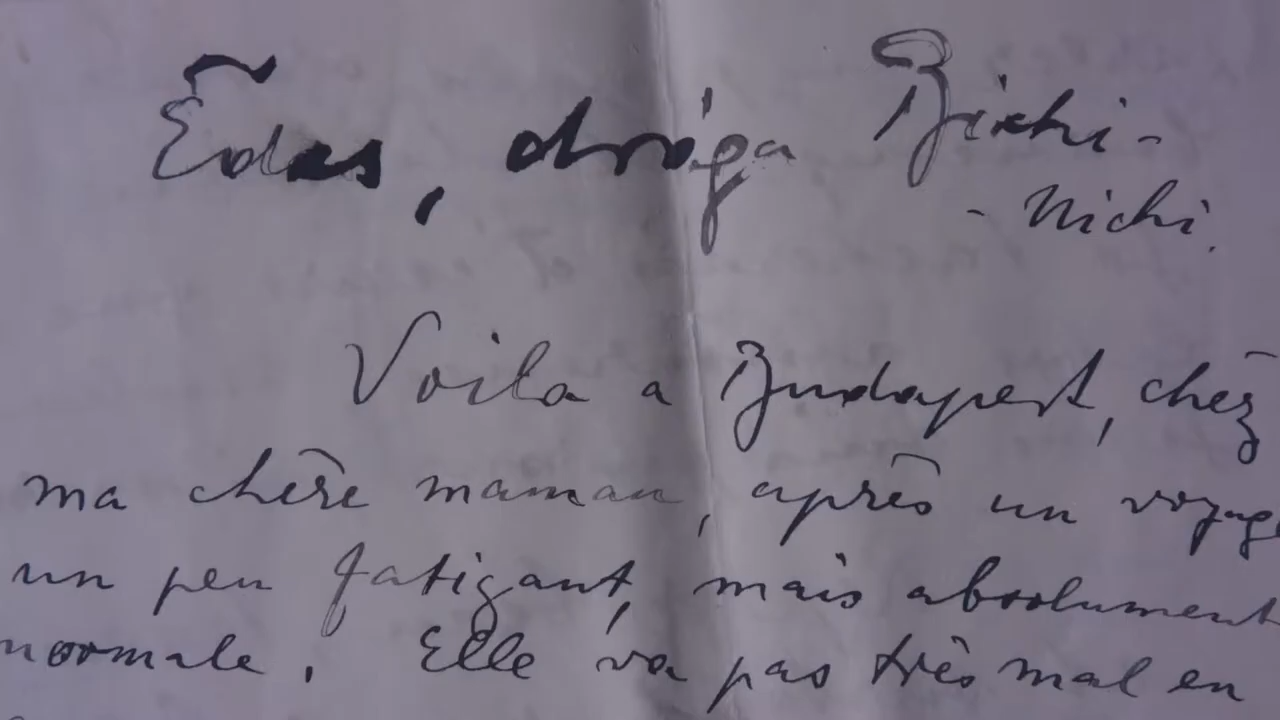 Édes, drága Bichi-
- Nichi.
Voila a Budapest, chez
ma chère maman, après un voyage
un peu fatigant, mais absolument
normale. Elle va pas très mal en